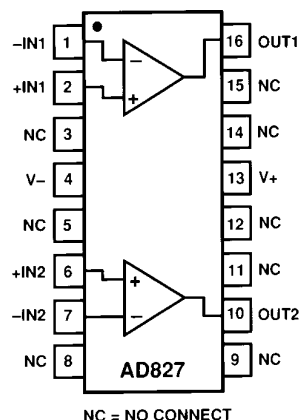 −IN1 1 16 OUT1
− 
+IN1 2 + 15 NC
NC 3 14 NC
V− 4 13 V+
NC 5 12 NC
+IN2 6 + 11 NC
−IN2 7 − 10 OUT2
NC 8 AD827 9 NC
NC = NO CONNECT